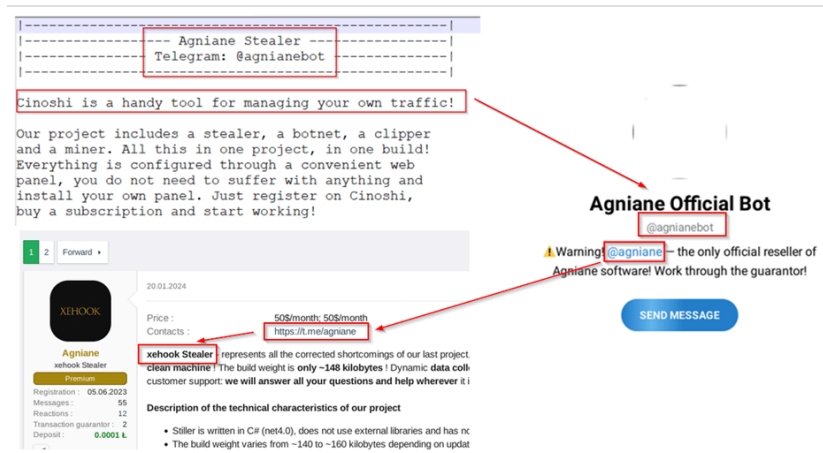 |--------------------------------------------------|
|---------------- Agniane Stealer -----------------|
|-------------- Telegram: @agnianebot --------------|
|--------------------------------------------------|
Cinoshi is a handy tool for managing your own traffic!
Our project includes a stealer, a botnet, a clipper
and a miner. All this in one project, in one build!
Everything is configured through a convenient web
panel, you do not need to suffer with anything and
install your own panel. Just register on Cinoshi,
buy a subscription and start working!
Agniane Official Bot
@agnianebot
⚠️Warning! @agniane – the only official reseller of
Agniane software! Work through the guarantor!
SEND MESSAGE
1 2 Forward
20.01.2024
XEHOOK
Agniane
xehook Stealer
Premium
Registration : 05.06.2023
Messages : 55
Reactions : 12
Transaction guarantor : 2
Deposit : 0.0001 Ł
Price : 50$/month; 50$/month
Contacts : https://t.me/agniane
xehook Stealer - represents all the corrected shortcomings of our last project.
clean machine ! The build weight is only ~148 kilobytes ! Dynamic data coll
customer support: we will answer all your questions and help wherever it i
Description of the technical characteristics of our project
• Stiller is written in C# (net4.0), does not use external libraries and has no
• The build weight varies from ~140 to ~160 kilobytes depending on updat